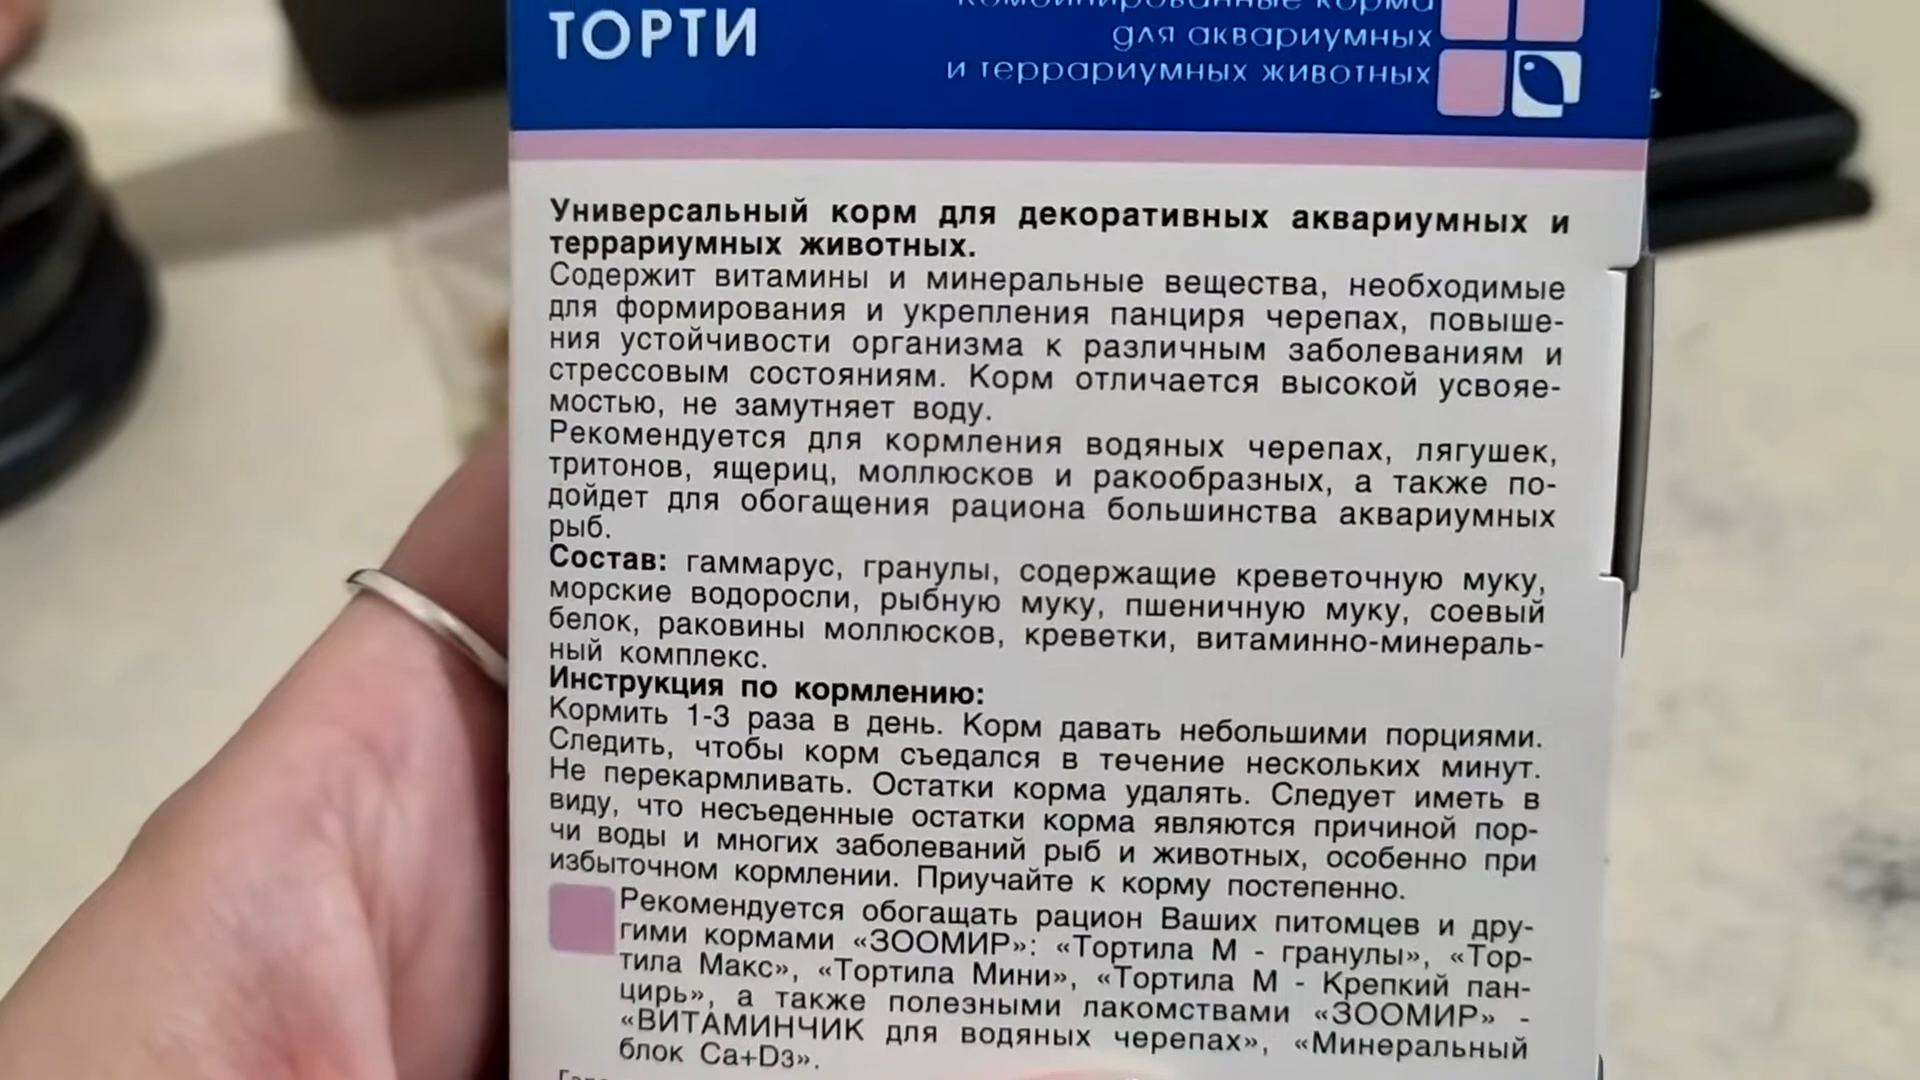 ТОРТИ
Комбинированные корма
для аквариумных
и террариумных животных
Универсальный корм для декоративных аквариумных и
террариумных животных.
Содержит витамины и минеральные вещества, необходимые
для формирования и укрепления панциря черепах, повыше-
ния устойчивости организма к различным заболеваниям и
стрессовым состояниям. Корм отличается высокой усвояе-
мостью, не замутняет воду.
Рекомендуется для кормления водяных черепах, лягушек,
тритонов, ящериц, моллюсков и ракообразных, а также по-
дойдет для обогащения рациона большинства аквариумных
рыб.
Состав: гаммарус, гранулы, содержащие креветочную муку,
морские водоросли, рыбную муку, пшеничную муку, соевый
белок, раковины моллюсков, креветки, витаминно-минераль-
ный комплекс.
Инструкция по кормлению:
Кормить 1-3 раза в день. Корм давать небольшими порциями.
Следить, чтобы корм съедался в течение нескольких минут.
Не перекармливать. Остатки корма удалять. Следует иметь в
виду, что несъеденные остатки корма являются причиной пор-
чи воды и многих заболеваний рыб и животных, особенно при
избыточном кормлении. Приучайте к корму постепенно.
Рекомендуется обогащать рацион Ваших питомцев и дру-
гими кормами «ЗООМИР»: «Тортила М - гранулы», «Тор-
тила Макс», «Тортила Мини», «Тортила М - Крепкий пан-
цирь», а также полезными лакомствами «ЗООМИР» -
«ВИТАМИНЧИК для водяных черепах», «Минеральный
блок Ca+D3».